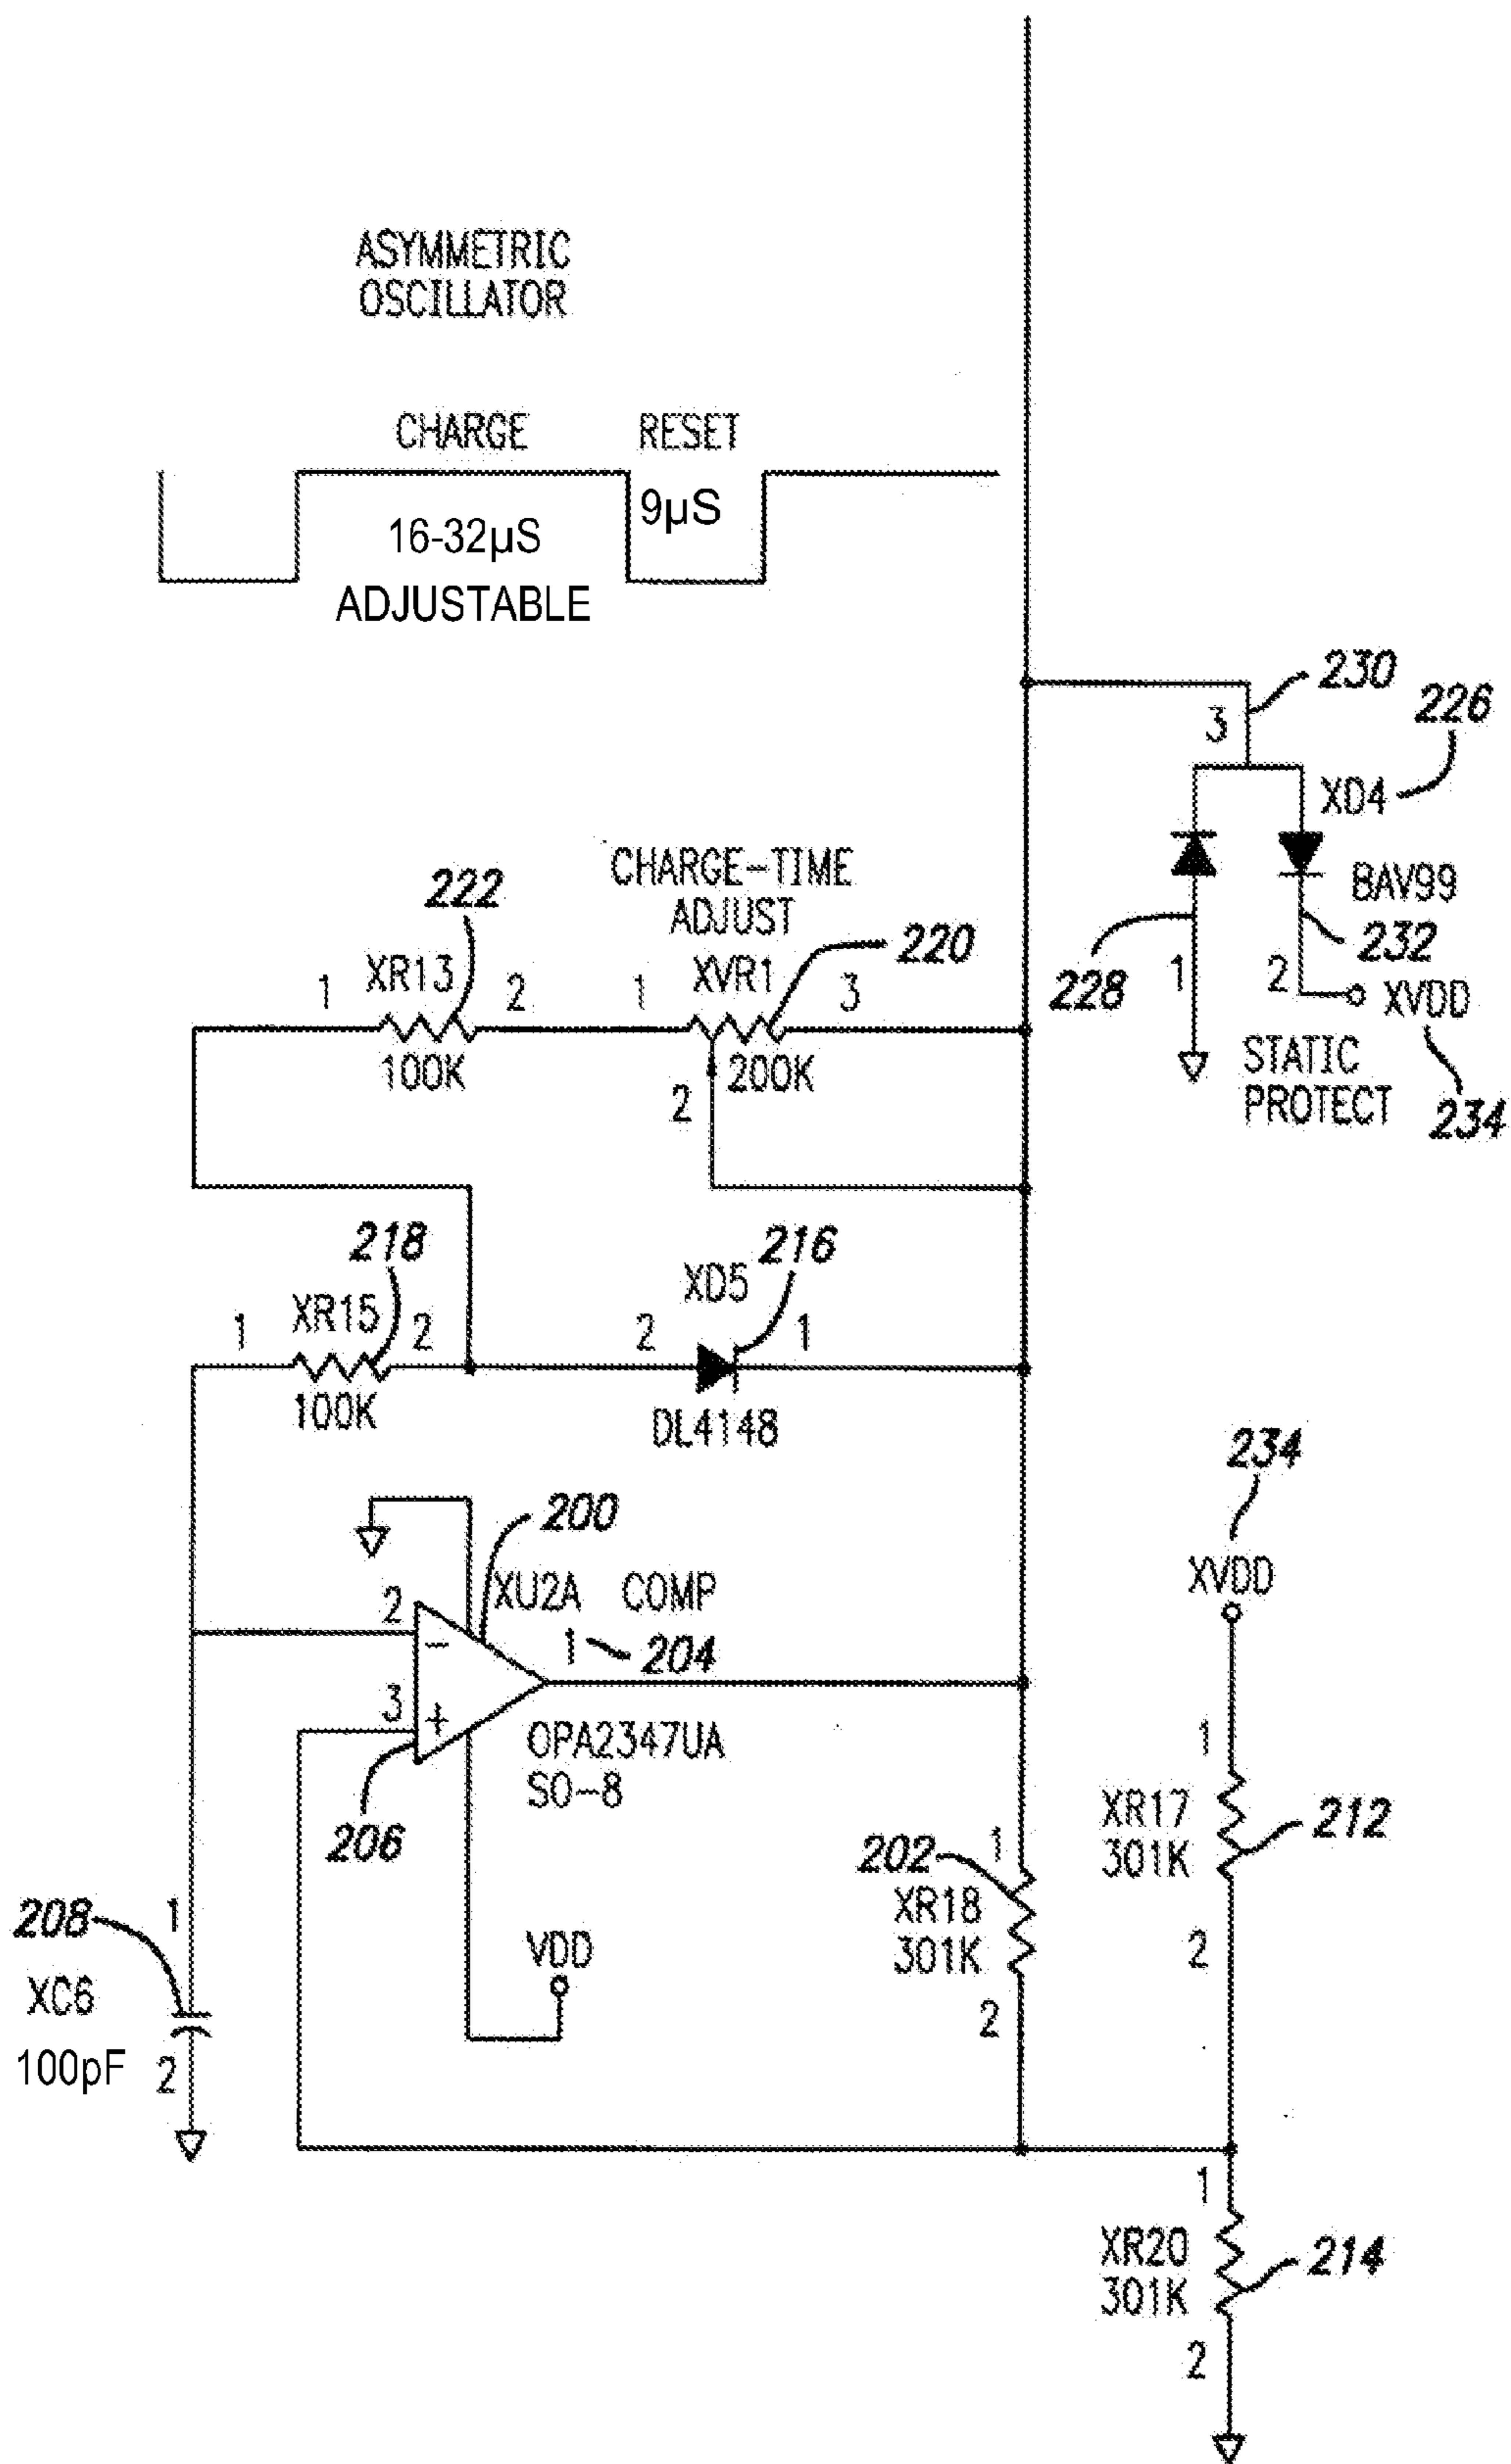 ASYMMETRIC
OSCILLATOR
CHARGE
RESET
16-32µS
ADJUSTABLE
9µS
230
226
3
XD4
BAV99
232
228
1
2
XVDD
STATIC
PROTECT
234
CHARGE-TIME
ADJUST
222
220
1
XR13
2
100K
1
XVR1
3
200K
2
218
216
1
XR15
2
100K
2
XD5
1
DL4148
200
XU2A COMP
2
1
204
3
−
+
OPA2347UA
SO-8
206
VDD
234
XVDD
1
XR17
301K
212
2
202
1
XR18
301K
2
208
1
XC6
100pF
2
1
XR20
301K
214
2